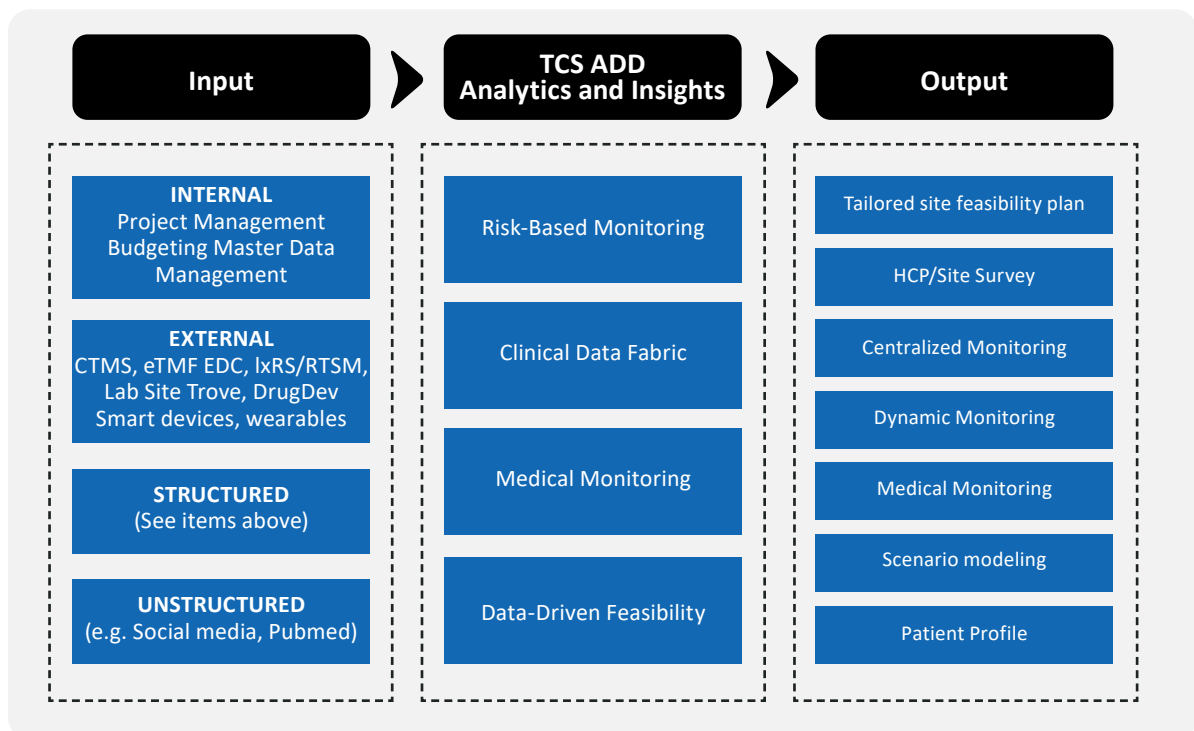 Input
TCS ADD
Analytics and Insights
Output
INTERNAL
Project Management
Budgeting Master Data
Management
EXTERNAL
CTMS, eTMF EDC, lxRS/RTSM,
Lab Site Trove, DrugDev
Smart devices, wearables
STRUCTURED
(See items above)
UNSTRUCTURED
(e.g. Social media, Pubmed)
Risk-Based Monitoring
Clinical Data Fabric
Medical Monitoring
Data-Driven Feasibility
Tailored site feasibility plan
HCP/Site Survey
Centralized Monitoring
Dynamic Monitoring
Medical Monitoring
Scenario modeling
Patient Profile